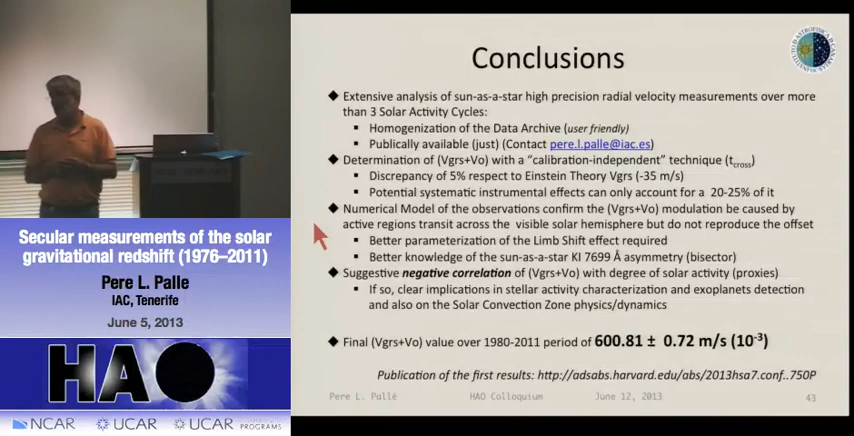 Conclusions
◆ Extensive analysis of sun-as-a-star high precision radial velocity measurements over more
than 3 Solar Activity Cycles:
▪ Homogenization of the Data Archive (user friendly)
▪ Publically available (just) (Contact pere.l.palle@iac.es)
◆ Determination of (Vgrs+Vo) with a “calibration-independent” technique (tcross)
▪ Discrepancy of 5% respect to Einstein Theory Vgrs (-35 m/s)
▪ Potential systematic instrumental effects can only account for a 20-25% of it
◆ Numerical Model of the observations confirm the (Vgrs+Vo) modulation be caused by
active regions transit across the visible solar hemisphere but do not reproduce the offset
▪ Better parameterization of the Limb Shift effect required
▪ Better knowledge of the sun-as-a-star KI 7699 Å asymmetry (bisector)
◆ Suggestive negative correlation of (Vgrs+Vo) with degree of solar activity (proxies)
▪ If so, clear implications in stellar activity characterization and exoplanets detection
and also on the Solar Convection Zone physics/dynamics
◆ Final (Vgrs+Vo) value over 1980-2011 period of 600.81 ± 0.72 m/s (10-3)
Publication of the first results: http://adsabs.harvard.edu/abs/2013hsa7.conf..750P
Pere L. Pallé HAO Colloquium June 12, 2013 43
Secular measurements of the solar
gravitational redshift (1976–2011)
Pere L. Palle
IAC, Tenerife
June 5, 2013
HAO
NCAR UCAR UCAR COMMUNITY
PROGRAMS